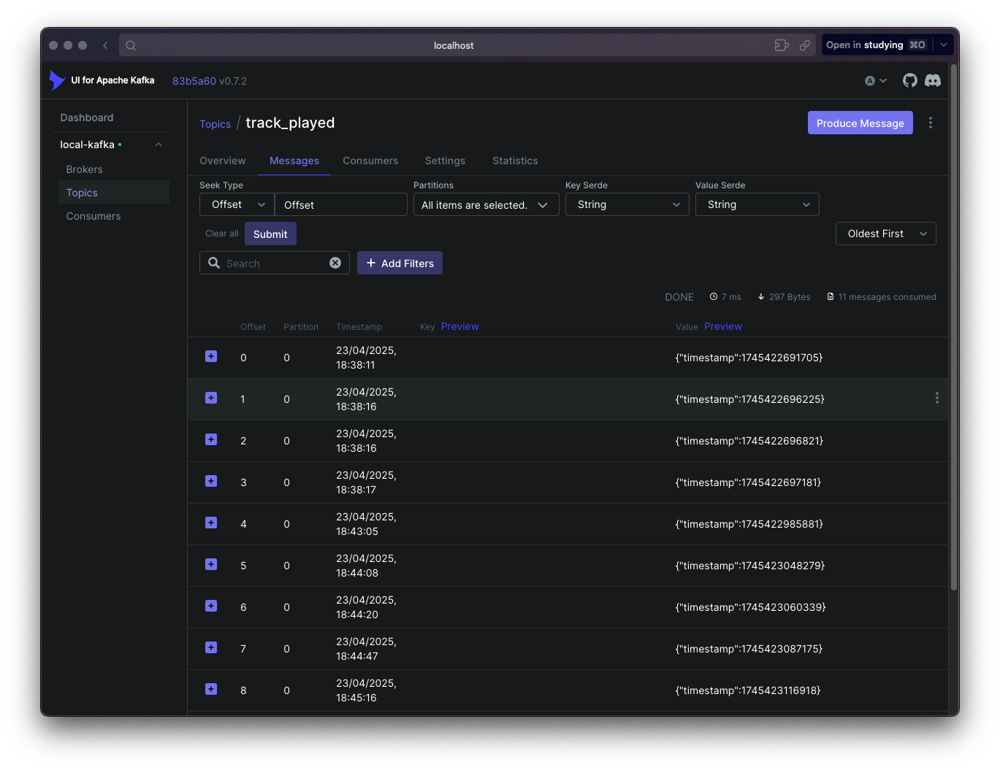 localhost
Open in studying ⌘O
UI for Apache Kafka 83b5a60 v0.7.2
A
Dashboard
local-kafka
Brokers
Topics
Consumers
Topics / track_played
Produce Message
Overview Messages Consumers Settings Statistics
Seek Type Partitions Key Serde Value Serde
Offset Offset All items are selected. String String
Clear all Submit Oldest First
Search + Add Filters
DONE 7 ms 297 Bytes 11 messages consumed
Offset Partition Timestamp Key Preview Value Preview
0 0 23/04/2025, {"timestamp":1745422691705}
18:38:11
1 0 23/04/2025, {"timestamp":1745422696225}
18:38:16
2 0 23/04/2025, {"timestamp":1745422696821}
18:38:16
3 0 23/04/2025, {"timestamp":1745422697181}
18:38:17
4 0 23/04/2025, {"timestamp":1745422985881}
18:43:05
5 0 23/04/2025, {"timestamp":1745423048279}
18:44:08
6 0 23/04/2025, {"timestamp":1745423060339}
18:44:20
7 0 23/04/2025, {"timestamp":1745423087175}
18:44:47
8 0 23/04/2025, {"timestamp":1745423116918}
18:45:16